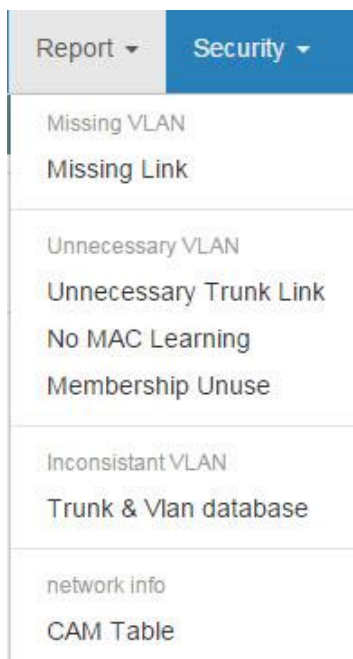 Report Security
Missing VLAN
Missing Link
Unnecessary VLAN
Unnecessary Trunk Link
No MAC Learning
Membership Unuse
Inconsistant VLAN
Trunk & Vlan database
network info
CAM Table